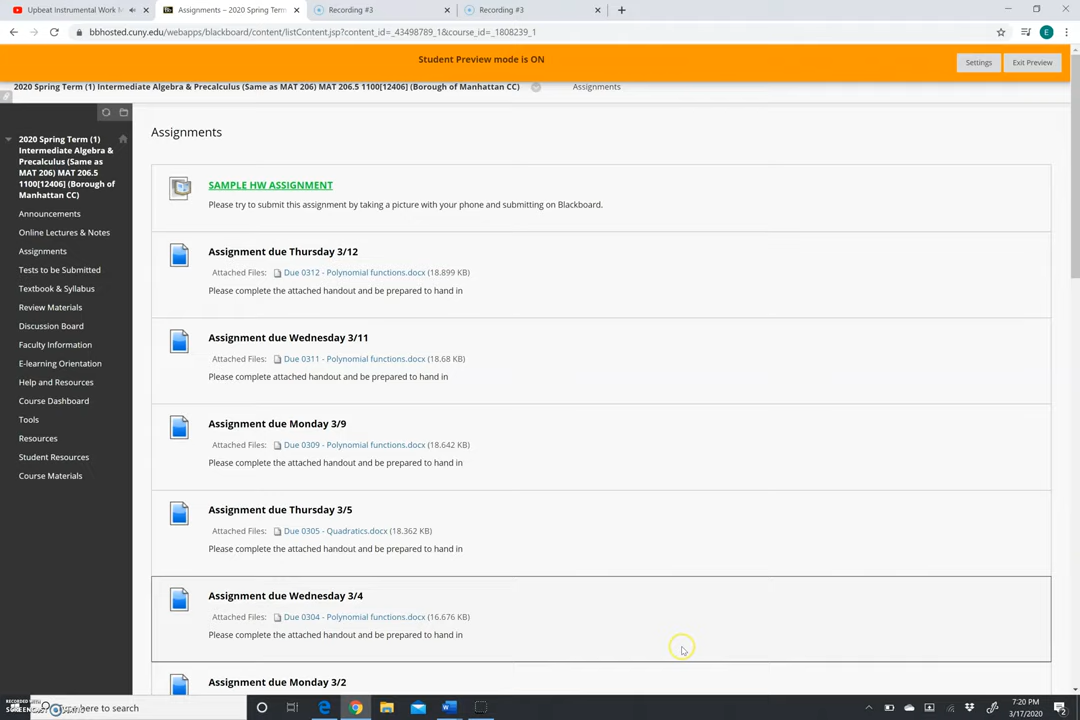 Upbeat Instrumental Work M
Assignments – 2020 Spring Term
Recording #3
Recording #3
bbhosted.cuny.edu/webapps/blackboard/content/listContent.jsp?content_id=_43498789_1&course_id=_1808239_1
E
Student Preview mode is ON
Settings
Exit Preview
2020 Spring Term (1) Intermediate Algebra & Precalculus (Same as MAT 206) MAT 206.5 1100[12406] (Borough of Manhattan CC)
Assignments
2020 Spring Term (1)
Intermediate Algebra &
Precalculus (Same as
MAT 206) MAT 206.5
1100[12406] (Borough of
Manhattan CC)
Announcements
Online Lectures & Notes
Assignments
Tests to be Submitted
Textbook & Syllabus
Review Materials
Discussion Board
Faculty Information
E-learning Orientation
Help and Resources
Course Dashboard
Tools
Resources
Student Resources
Course Materials
Assignments
SAMPLE HW ASSIGNMENT
Please try to submit this assignment by taking a picture with your phone and submitting on Blackboard.
Assignment due Thursday 3/12
Attached Files: Due 0312 - Polynomial functions.docx (18.899 KB)
Please complete the attached handout and be prepared to hand in
Assignment due Wednesday 3/11
Attached Files: Due 0311 - Polynomial functions.docx (18.68 KB)
Please complete attached handout and be prepared to hand in
Assignment due Monday 3/9
Attached Files: Due 0309 - Polynomial functions.docx (18.642 KB)
Please complete the attached handout and be prepared to hand in
Assignment due Thursday 3/5
Attached Files: Due 0305 - Quadratics.docx (18.362 KB)
Please complete the attached handout and be prepared to hand in
Assignment due Wednesday 3/4
Attached Files: Due 0304 - Polynomial functions.docx (16.676 KB)
Please complete the attached handout and be prepared to hand in
Assignment due Monday 3/2
RECORDED WITH
here to search
7:20 PM
3/17/2020
2